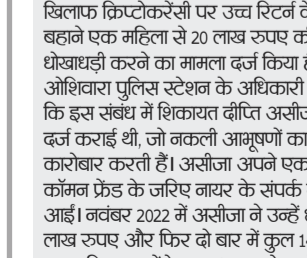 खिलाफ क्रिप्टोकरेंसी पर उच्च रिटर्न के
बहाने एक महिला से 20 लाख रुपए की
धोखाधड़ी करने का मामला दर्ज किया
ओशिवारा पुलिस स्टेशन के अधिकारी
कि इस संबंध में शिकायत दीप्ति
दर्ज कराई थी, जो नकली आभूषणों का
कारोबार करती हैं। असीजा अपने एक
कॉमन फ्रेंड के जरिए नायर के संपर्क
आईं। नवंबर 2022 में असीजा ने उन्हें
लाख रुपए और फिर दो बार में कुल